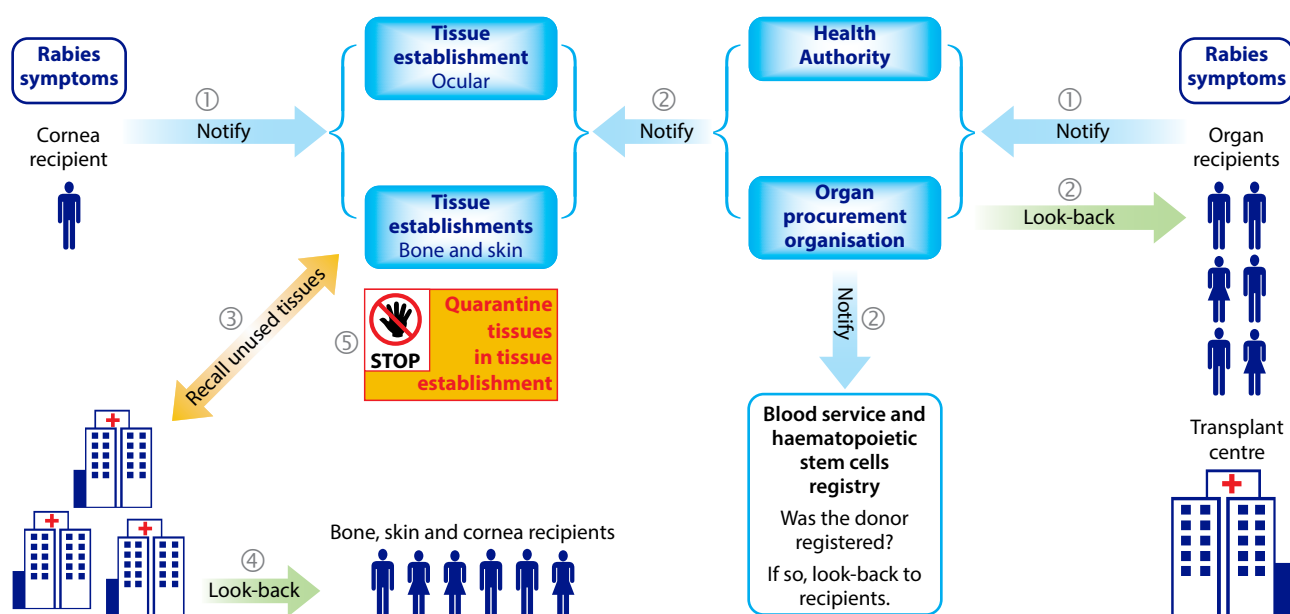 Rabies
symptoms
①
Notify
Cornea
recipient
Tissue
establishment
Ocular
Tissue
establishments
Bone and skin
②
Notify
Health
Authority
Organ
procurement
organisation
①
Notify
Rabies
symptoms
Organ
recipients
②
Look-back
③
Recall unused tissues
⑤
STOP
Quarantine
tissues
in tissue
establishment
Notify
②
Blood service and
haematopoietic
stem cells
registry
Was the donor
registered?
If so, look-back to
recipients.
Transplant
centre
④
Look-back
Bone, skin and cornea recipients